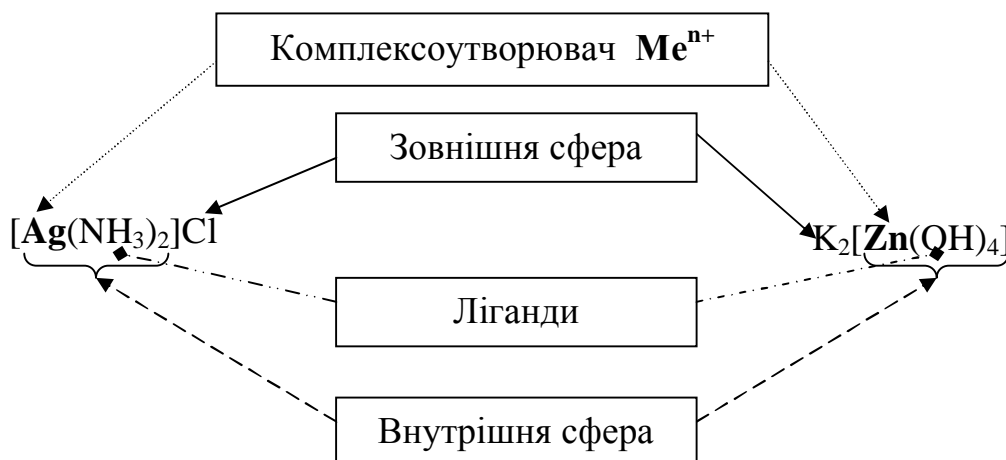 Комплексоутворювач Meⁿ⁺
Зовнішня сфера
[Ag(NH₃)₂]Cl
K₂[Zn(OH)₄]
Ліганди
Внутрішня сфера